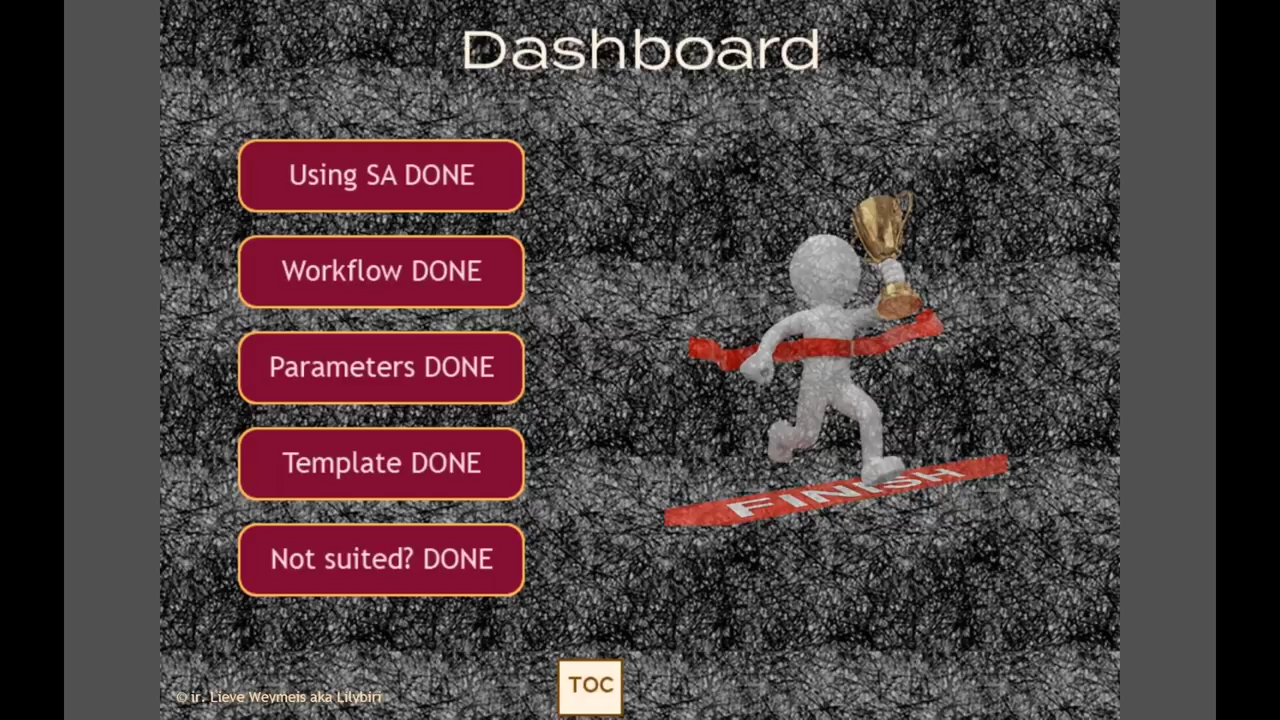 Dashboard
Using SA DONE
Workflow DONE
Parameters DONE
Template DONE
Not suited? DONE
FINISH
TOC
© ir. Lieve Weymeis aka Lilybiri